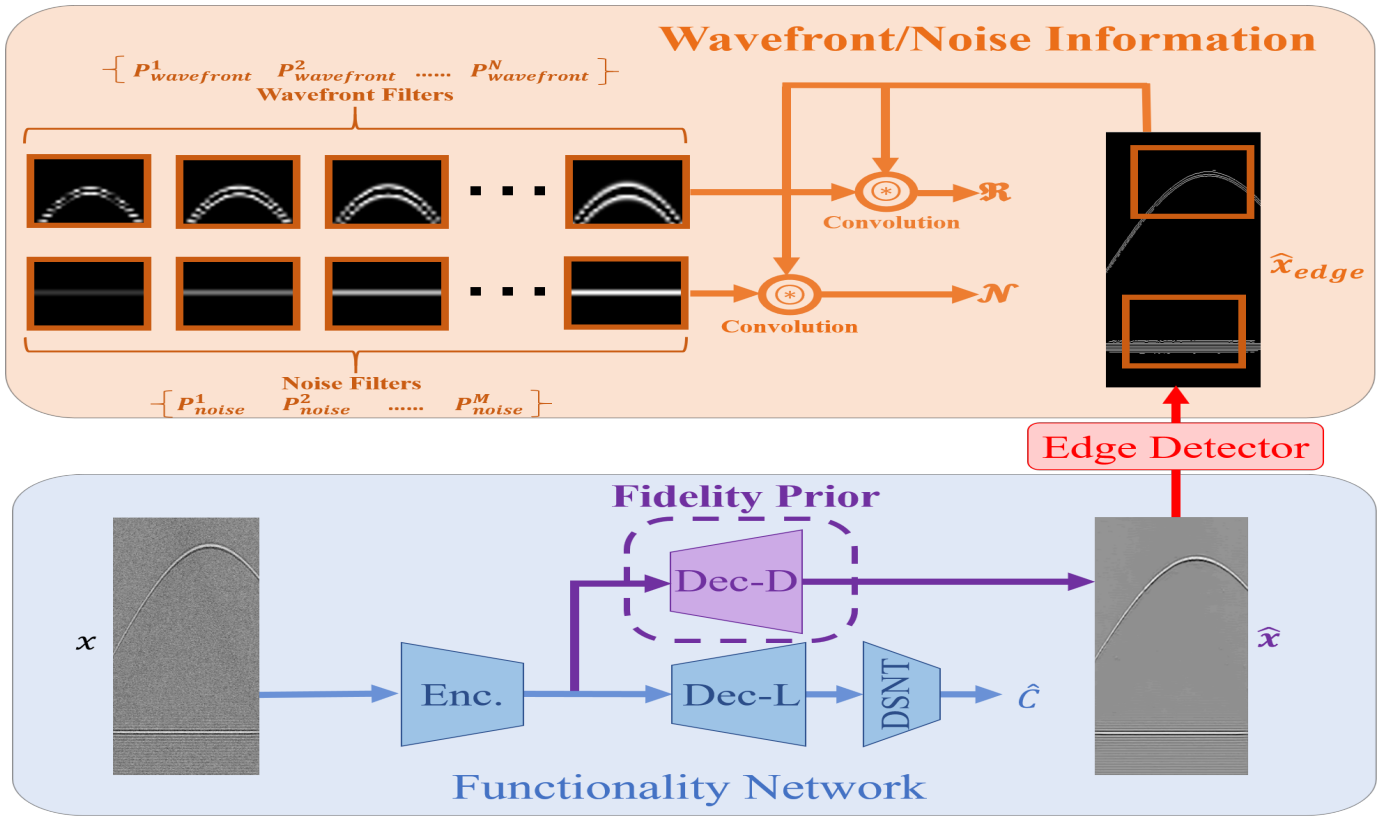 Wavefront/Noise Information
{ P¹wavefront P²wavefront ...... Pᴺwavefront }
Wavefront Filters
ℜ
Convolution
x̂edge
𝒩
Convolution
Noise Filters
{ P¹noise P²noise ...... Pᴹnoise }
Edge Detector
Fidelity Prior
Dec-D
x
x̂
Enc.
Dec-L
DSNT
Ĉ
Functionality Network